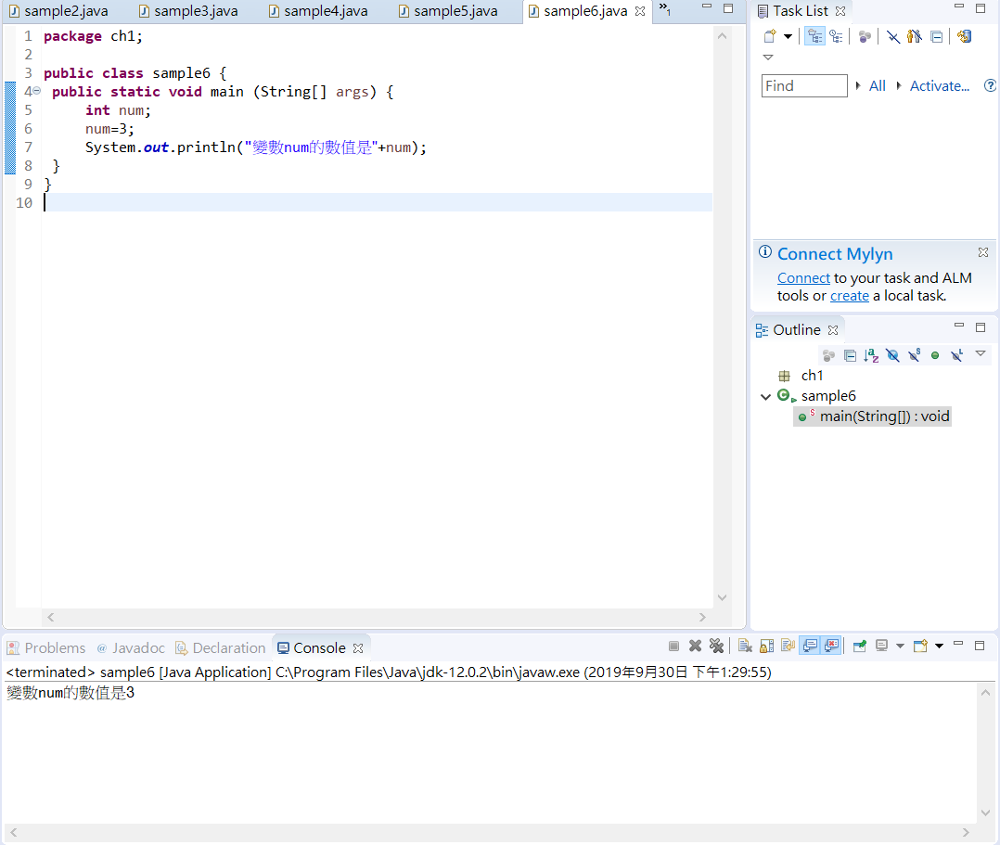 sample2.java sample3.java sample4.java sample5.java sample6.java »1
1 package ch1;
2
3 public class sample6 {
4 public static void main (String[] args) {
5 int num;
6 num=3;
7 System.out.println("變數num的數值是"+num);
8 }
9 }
10
Task List
Find All Activate...
Connect Mylyn
Connect to your task and ALM
tools or create a local task.
Outline
ch1
sample6
main(String[]) : void
Problems @ Javadoc Declaration Console
<terminated> sample6 [Java Application] C:\Program Files\Java\jdk-12.0.2\bin\javaw.exe (2019年9月30日 下午1:29:55)
變數num的數值是3